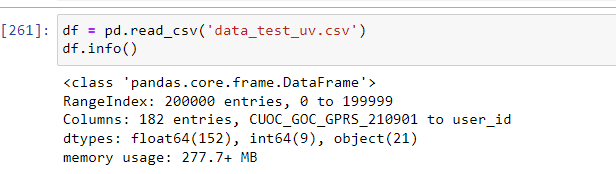 [261]: df = pd.read_csv('data_test_uv.csv')
df.info()
<class 'pandas.core.frame.DataFrame'>
RangeIndex: 200000 entries, 0 to 199999
Columns: 182 entries, CUOC_GOC_GPRS_210901 to user_id
dtypes: float64(152), int64(9), object(21)
memory usage: 277.7+ MB